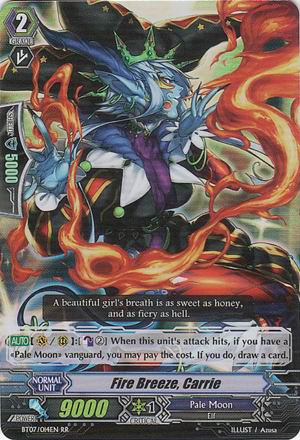 2
GRADE
SHIELD
5000
A beautiful girl's breath is as sweet as honey,
and as fiery as hell.
AUTO [V]/[R]: [(2)] When this unit's attack hits, if you have a
«Pale Moon» vanguard, you may pay the cost. If you do, draw a card.
NORMAL
UNIT
Fire Breeze, Carrie
POWER
9000
1
CRITICAL
Pale Moon
Elf
BT07/014EN RR
ILLUST / Azusa